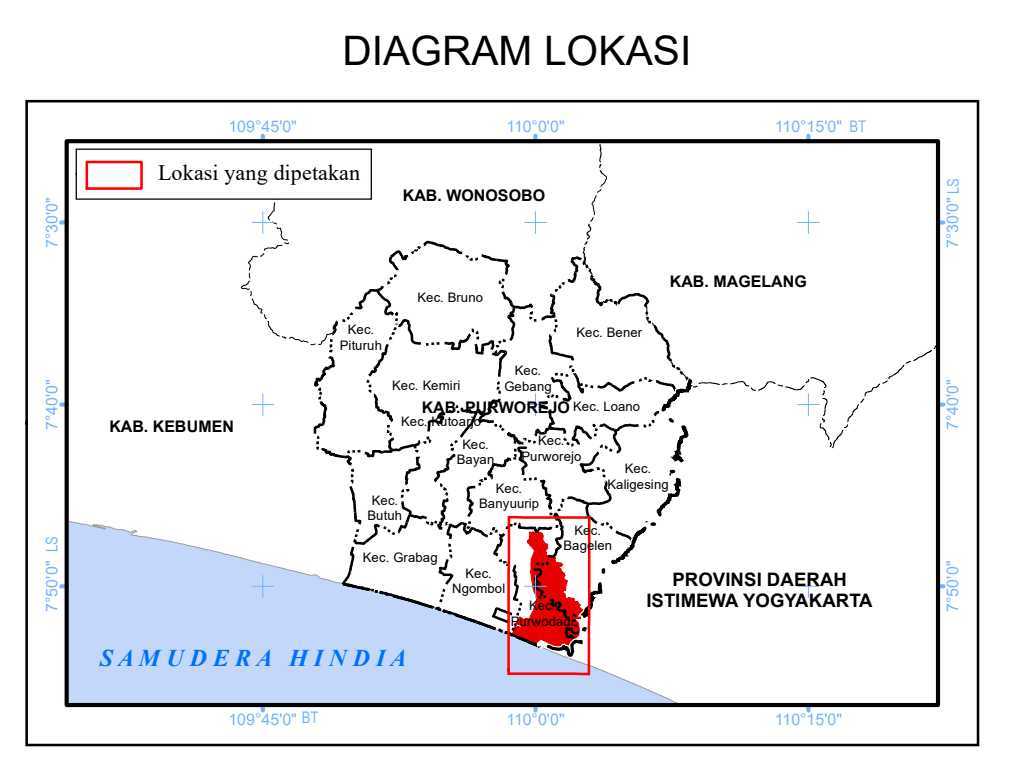 DIAGRAM LOKASI
109°45'0"
110°0'0"
110°15'0" BT
Lokasi yang dipetakan
KAB. WONOSOBO
7°30'0"
7°30'0" LS
KAB. MAGELANG
Kec. Bruno
Kec.
Pituruh
Kec. Bener
Kec.
Gebang
Kec. Kemiri
7°40'0"
7°40'0"
KAB. PURWOREJO
Kec. Loano
Kec. Kutoarjo
KAB. KEBUMEN
Kec.
Bayan
Kec.
Purworejo
Kec.
Kaligesing
Kec.
Banyuurip
Kec.
Butuh
Kec.
Bagelen
Kec. Grabag
Kec.
Ngombol
7°50'0" LS
7°50'0"
PROVINSI DAERAH
ISTIMEWA YOGYAKARTA
Kec.
Purwodadi
SAMUDERA HINDIA
109°45'0" BT
110°0'0"
110°15'0"